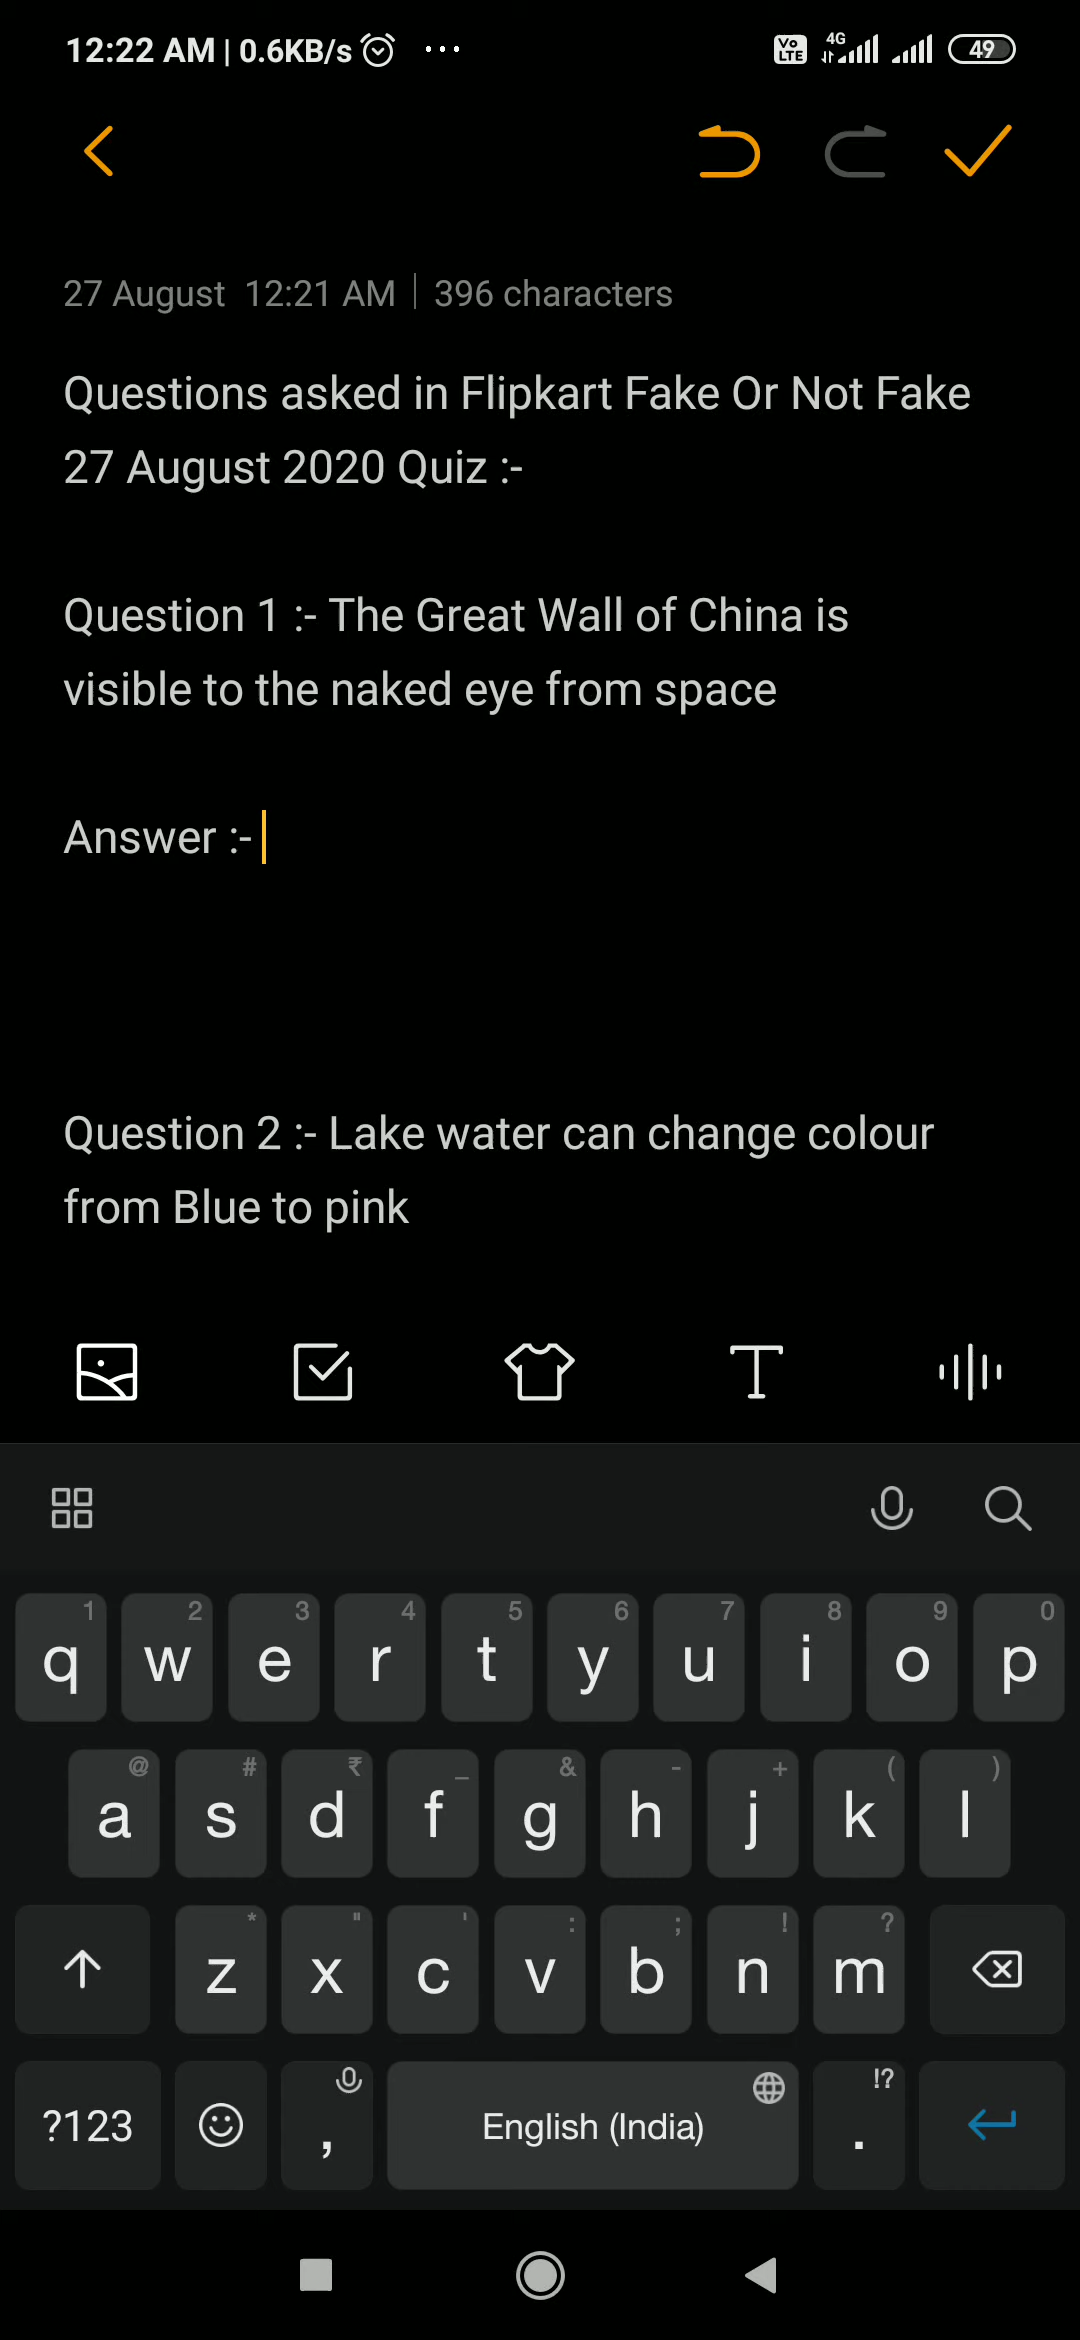 12:22 AM | 0.6KB/s ...
Vo LTE 4G 49
27 August 12:21 AM | 396 characters
Questions asked in Flipkart Fake Or Not Fake
27 August 2020 Quiz :-
Question 1 :- The Great Wall of China is
visible to the naked eye from space
Answer :-
Question 2 :- Lake water can change colour
from Blue to pink
T
1 2 3 4 5 6 7 8 9 0
q w e r t y u i o p
@ # ₹ _ & - + ( )
a s d f g h j k l
* " ' : ; ! ?
z x c v b n m
!?
?123 , English (India) .